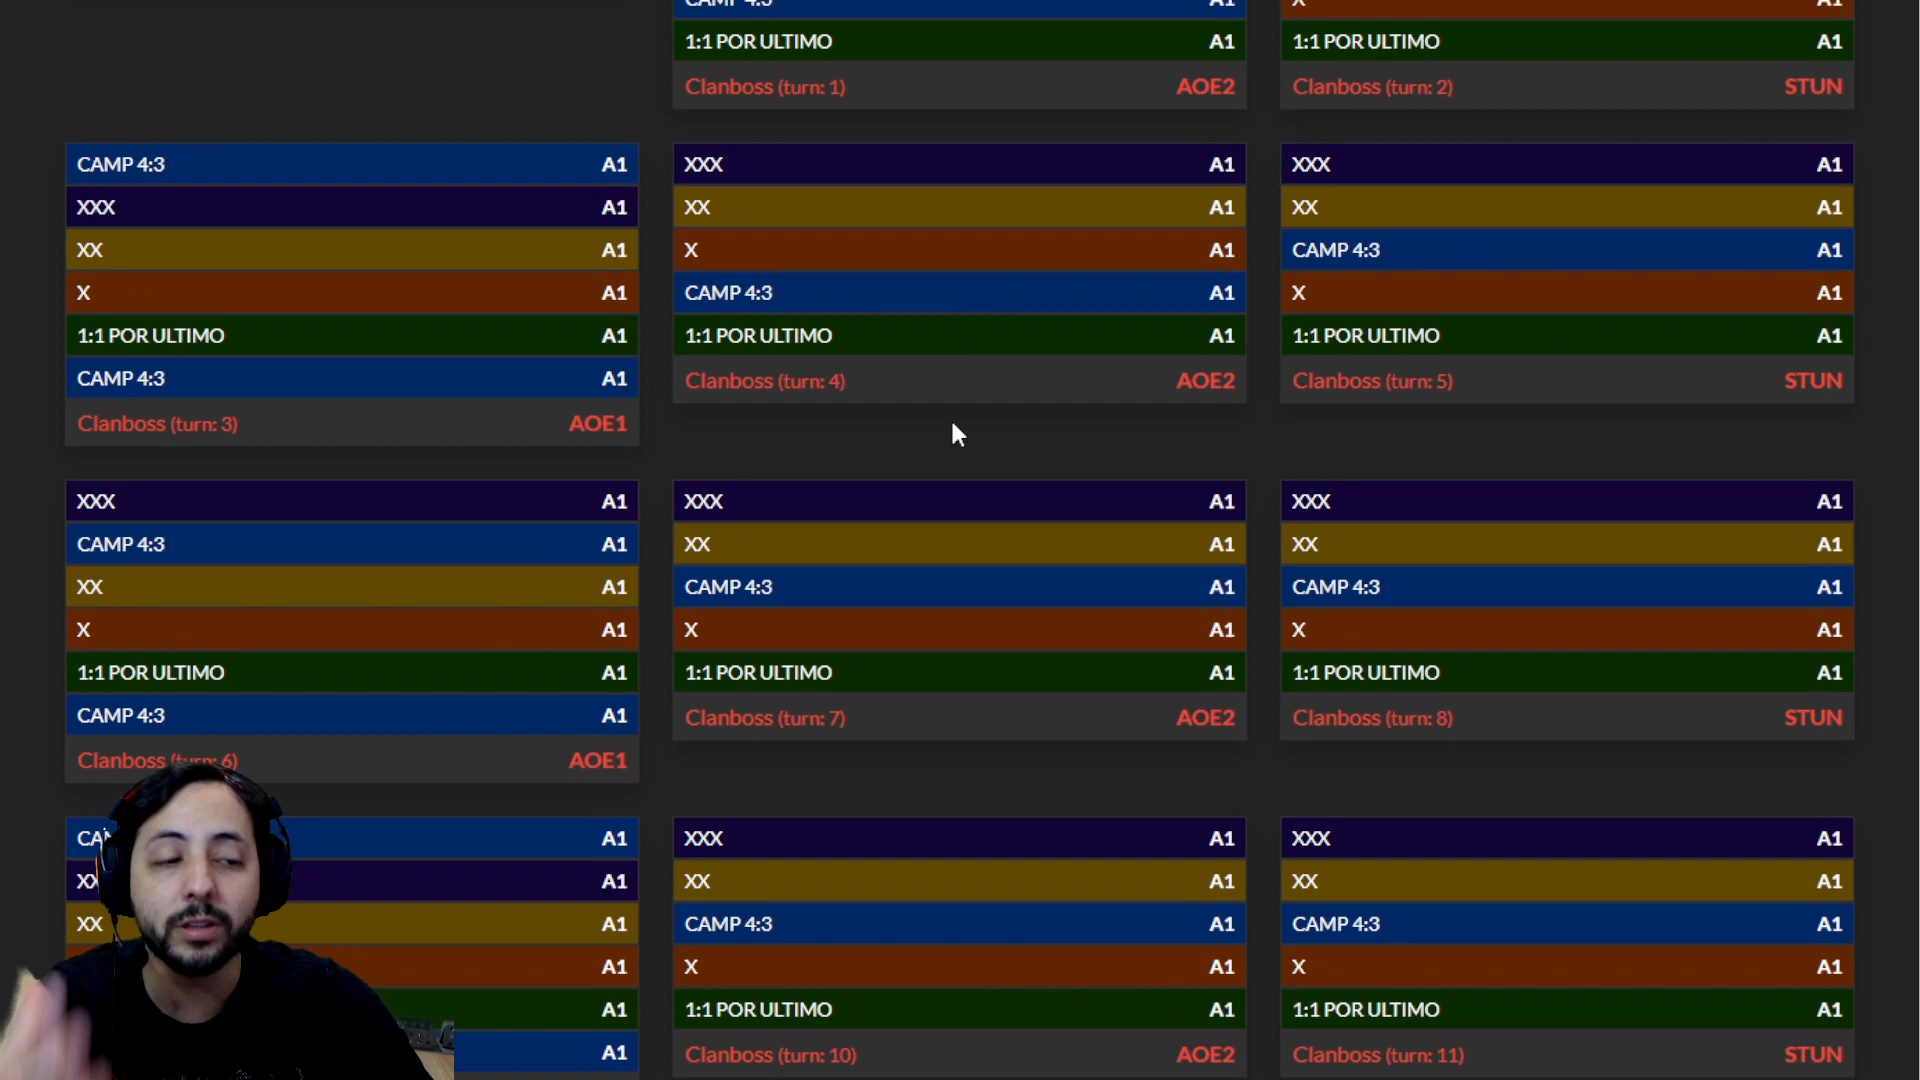 CAMP 4:3 A1
1:1 POR ULTIMO A1
Clanboss (turn: 1) AOE2
X A1
1:1 POR ULTIMO A1
Clanboss (turn: 2) STUN
CAMP 4:3 A1
XXX A1
XX A1
X A1
1:1 POR ULTIMO A1
CAMP 4:3 A1
Clanboss (turn: 3) AOE1
XXX A1
XX A1
X A1
CAMP 4:3 A1
1:1 POR ULTIMO A1
Clanboss (turn: 4) AOE2
XXX A1
XX A1
CAMP 4:3 A1
X A1
1:1 POR ULTIMO A1
Clanboss (turn: 5) STUN
XXX A1
CAMP 4:3 A1
XX A1
X A1
1:1 POR ULTIMO A1
CAMP 4:3 A1
Clanboss (turn: 6) AOE1
XXX A1
XX A1
CAMP 4:3 A1
X A1
1:1 POR ULTIMO A1
Clanboss (turn: 7) AOE2
XXX A1
XX A1
CAMP 4:3 A1
X A1
1:1 POR ULTIMO A1
Clanboss (turn: 8) STUN
A1
A1
XX A1
A1
A1
A1
XXX A1
XX A1
CAMP 4:3 A1
X A1
1:1 POR ULTIMO A1
Clanboss (turn: 10) AOE2
XXX A1
XX A1
CAMP 4:3 A1
X A1
1:1 POR ULTIMO A1
Clanboss (turn: 11) STUN